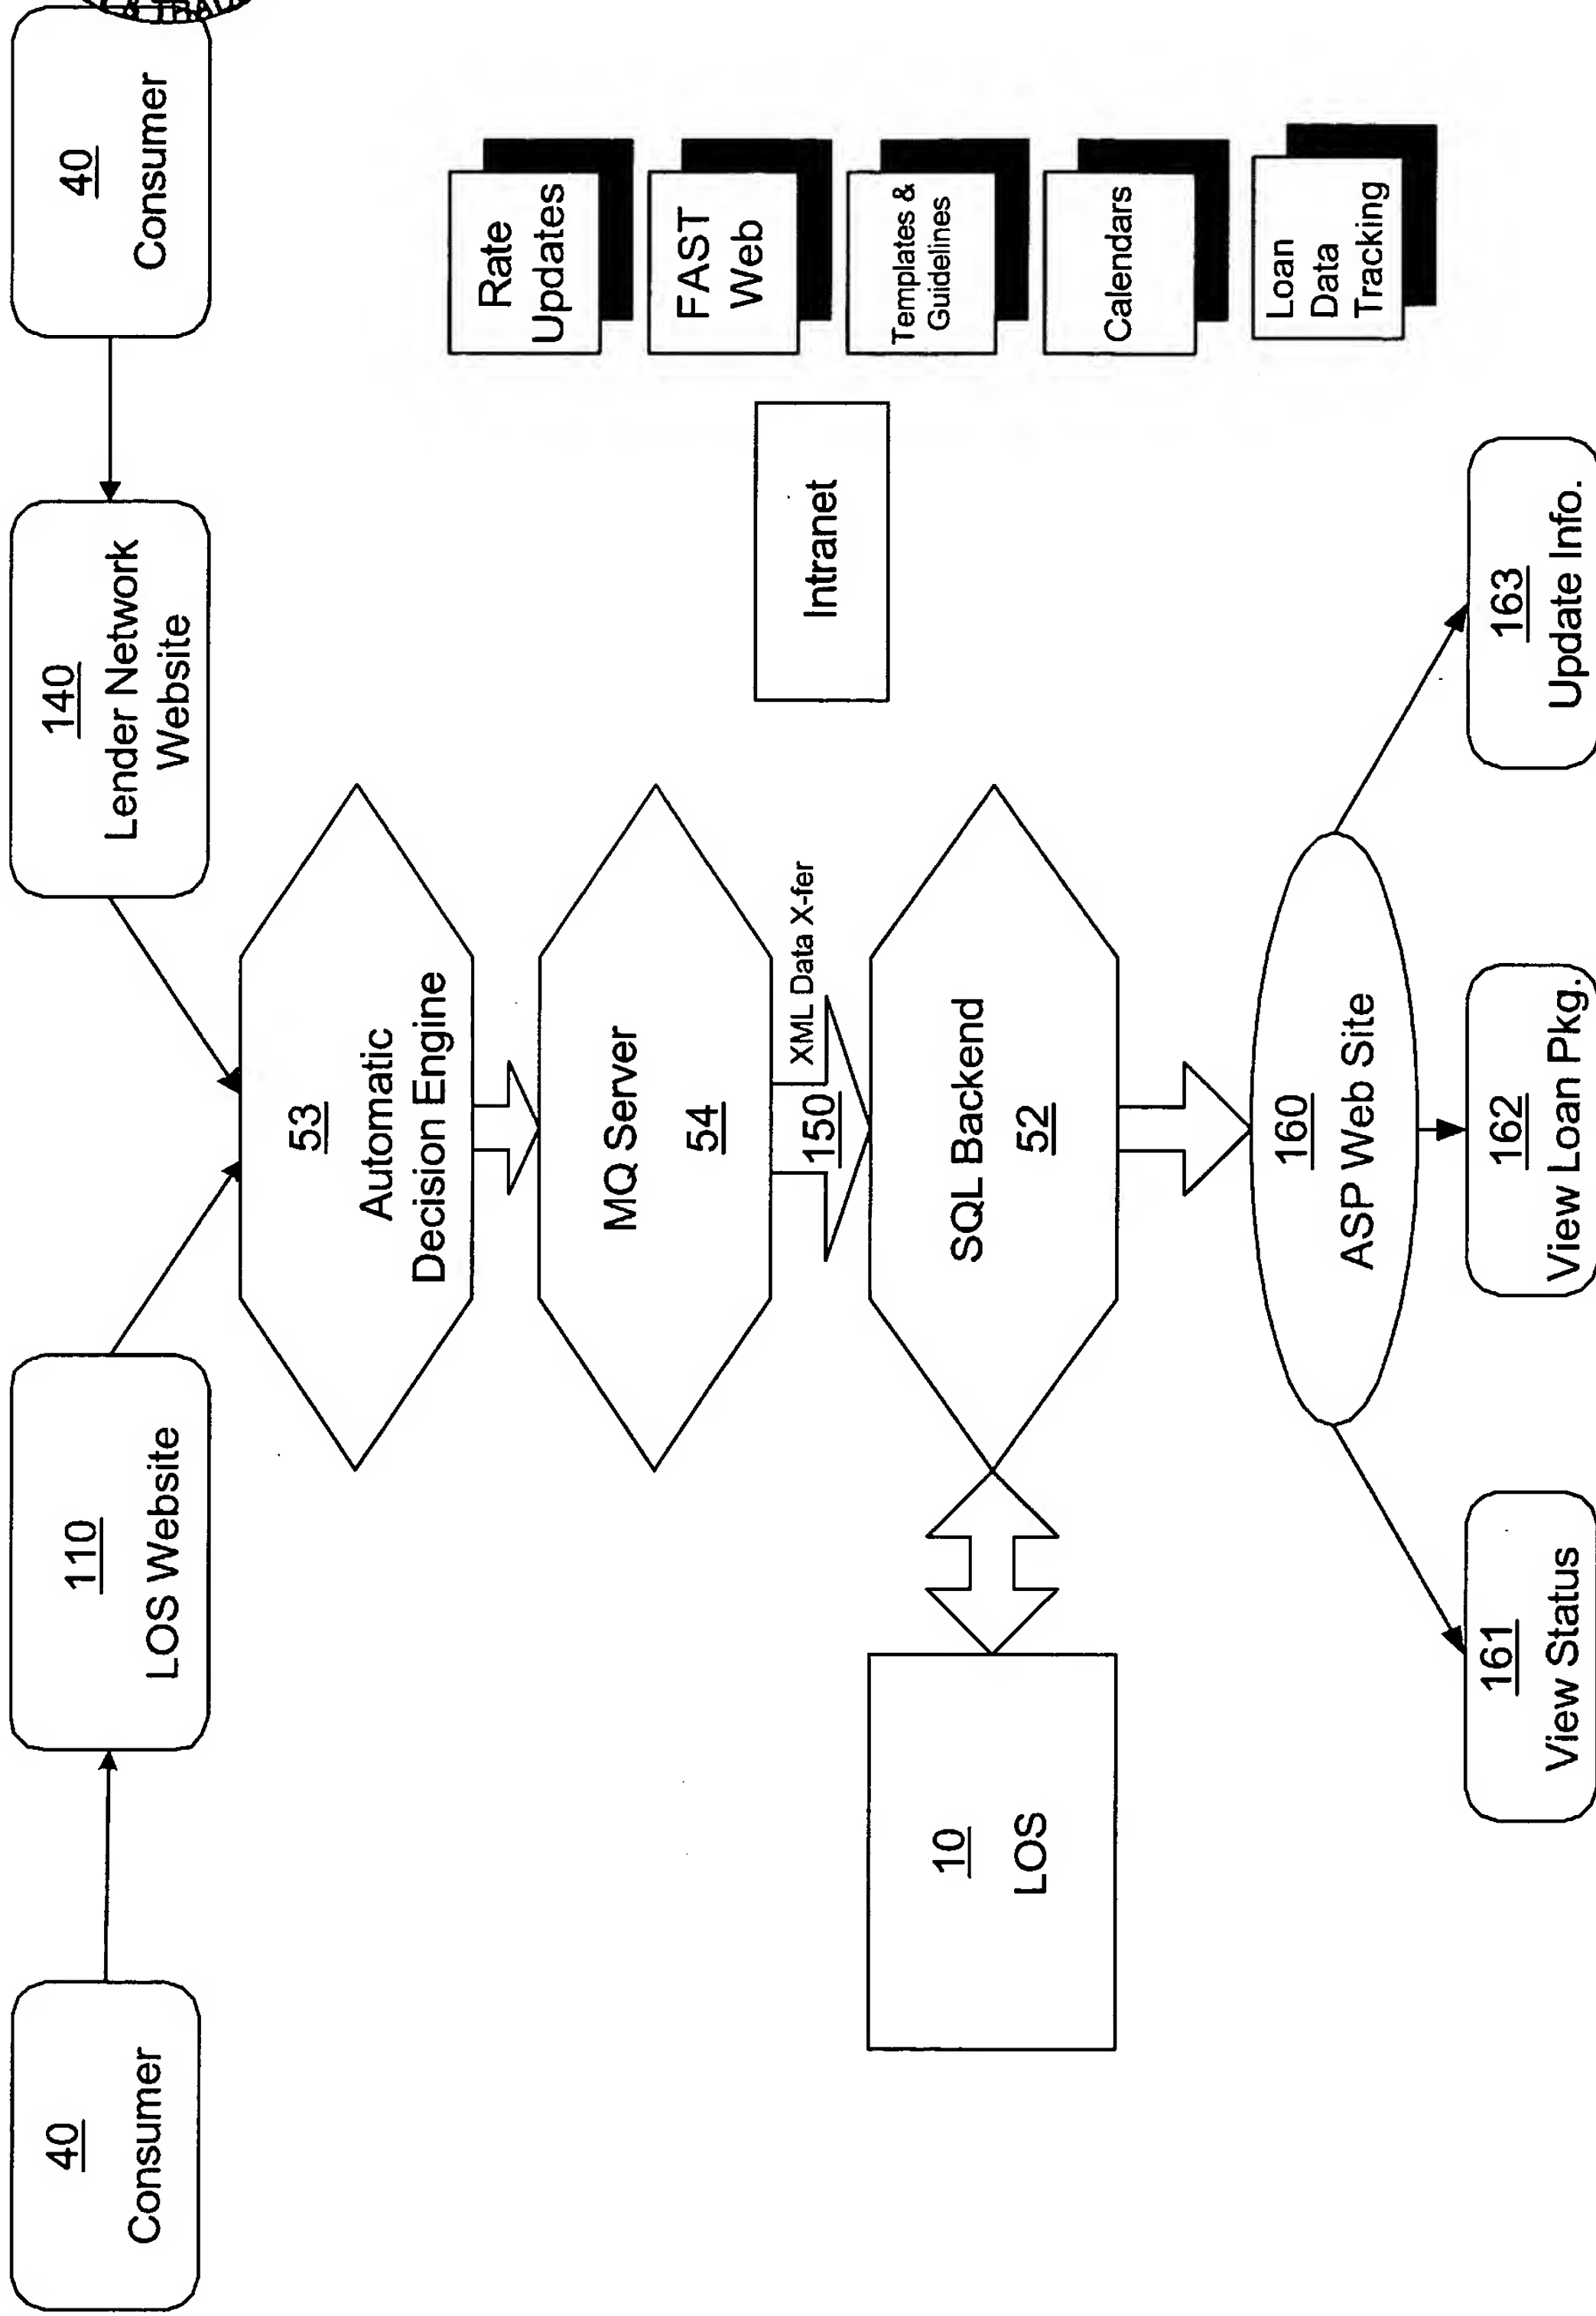 40
Consumer
110
LOS Website
140
Lender Network
Website
40
Consumer
53
Automatic
Decision Engine
MQ Server
54
150
XML Data X-fer
SQL Backend
52
10
LOS
160
ASP Web Site
161
View Status
162
View Loan Pkg.
163
Update Info.
Intranet
Rate
Updates
FAST
Web
Templates &
Guidelines
Calendars
Loan
Data
Tracking